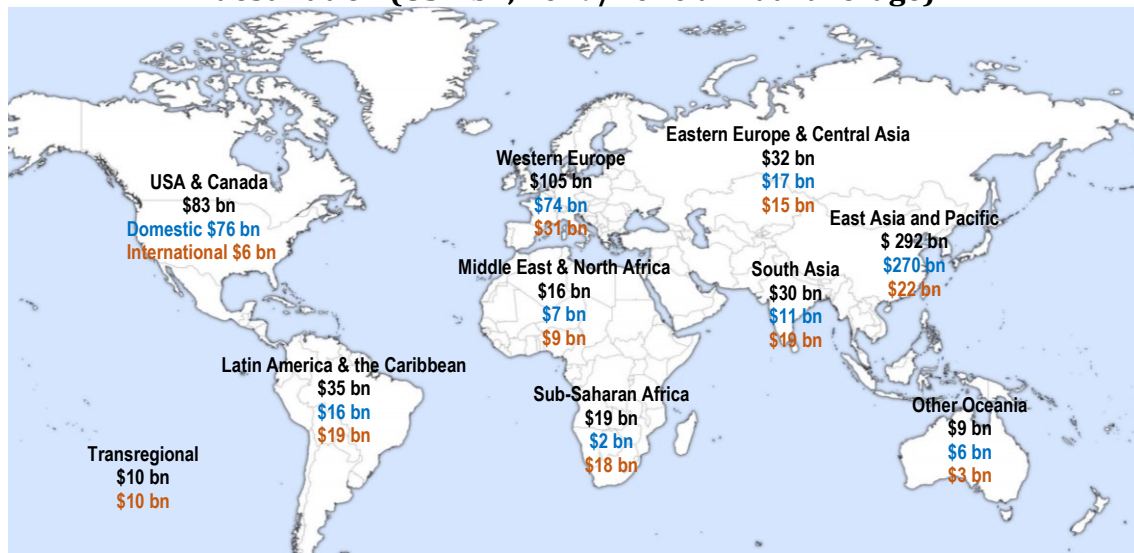 USA & Canada
$83 bn
Domestic $76 bn
International $6 bn
Western Europe
$105 bn
$74 bn
$31 bn
Eastern Europe & Central Asia
$32 bn
$17 bn
$15 bn
East Asia and Pacific
$ 292 bn
$270 bn
$22 bn
Middle East & North Africa
$16 bn
$7 bn
$9 bn
South Asia
$30 bn
$11 bn
$19 bn
Latin America & the Caribbean
$35 bn
$16 bn
$19 bn
Sub-Saharan Africa
$19 bn
$2 bn
$18 bn
Other Oceania
$9 bn
$6 bn
$3 bn
Transregional
$10 bn
$10 bn